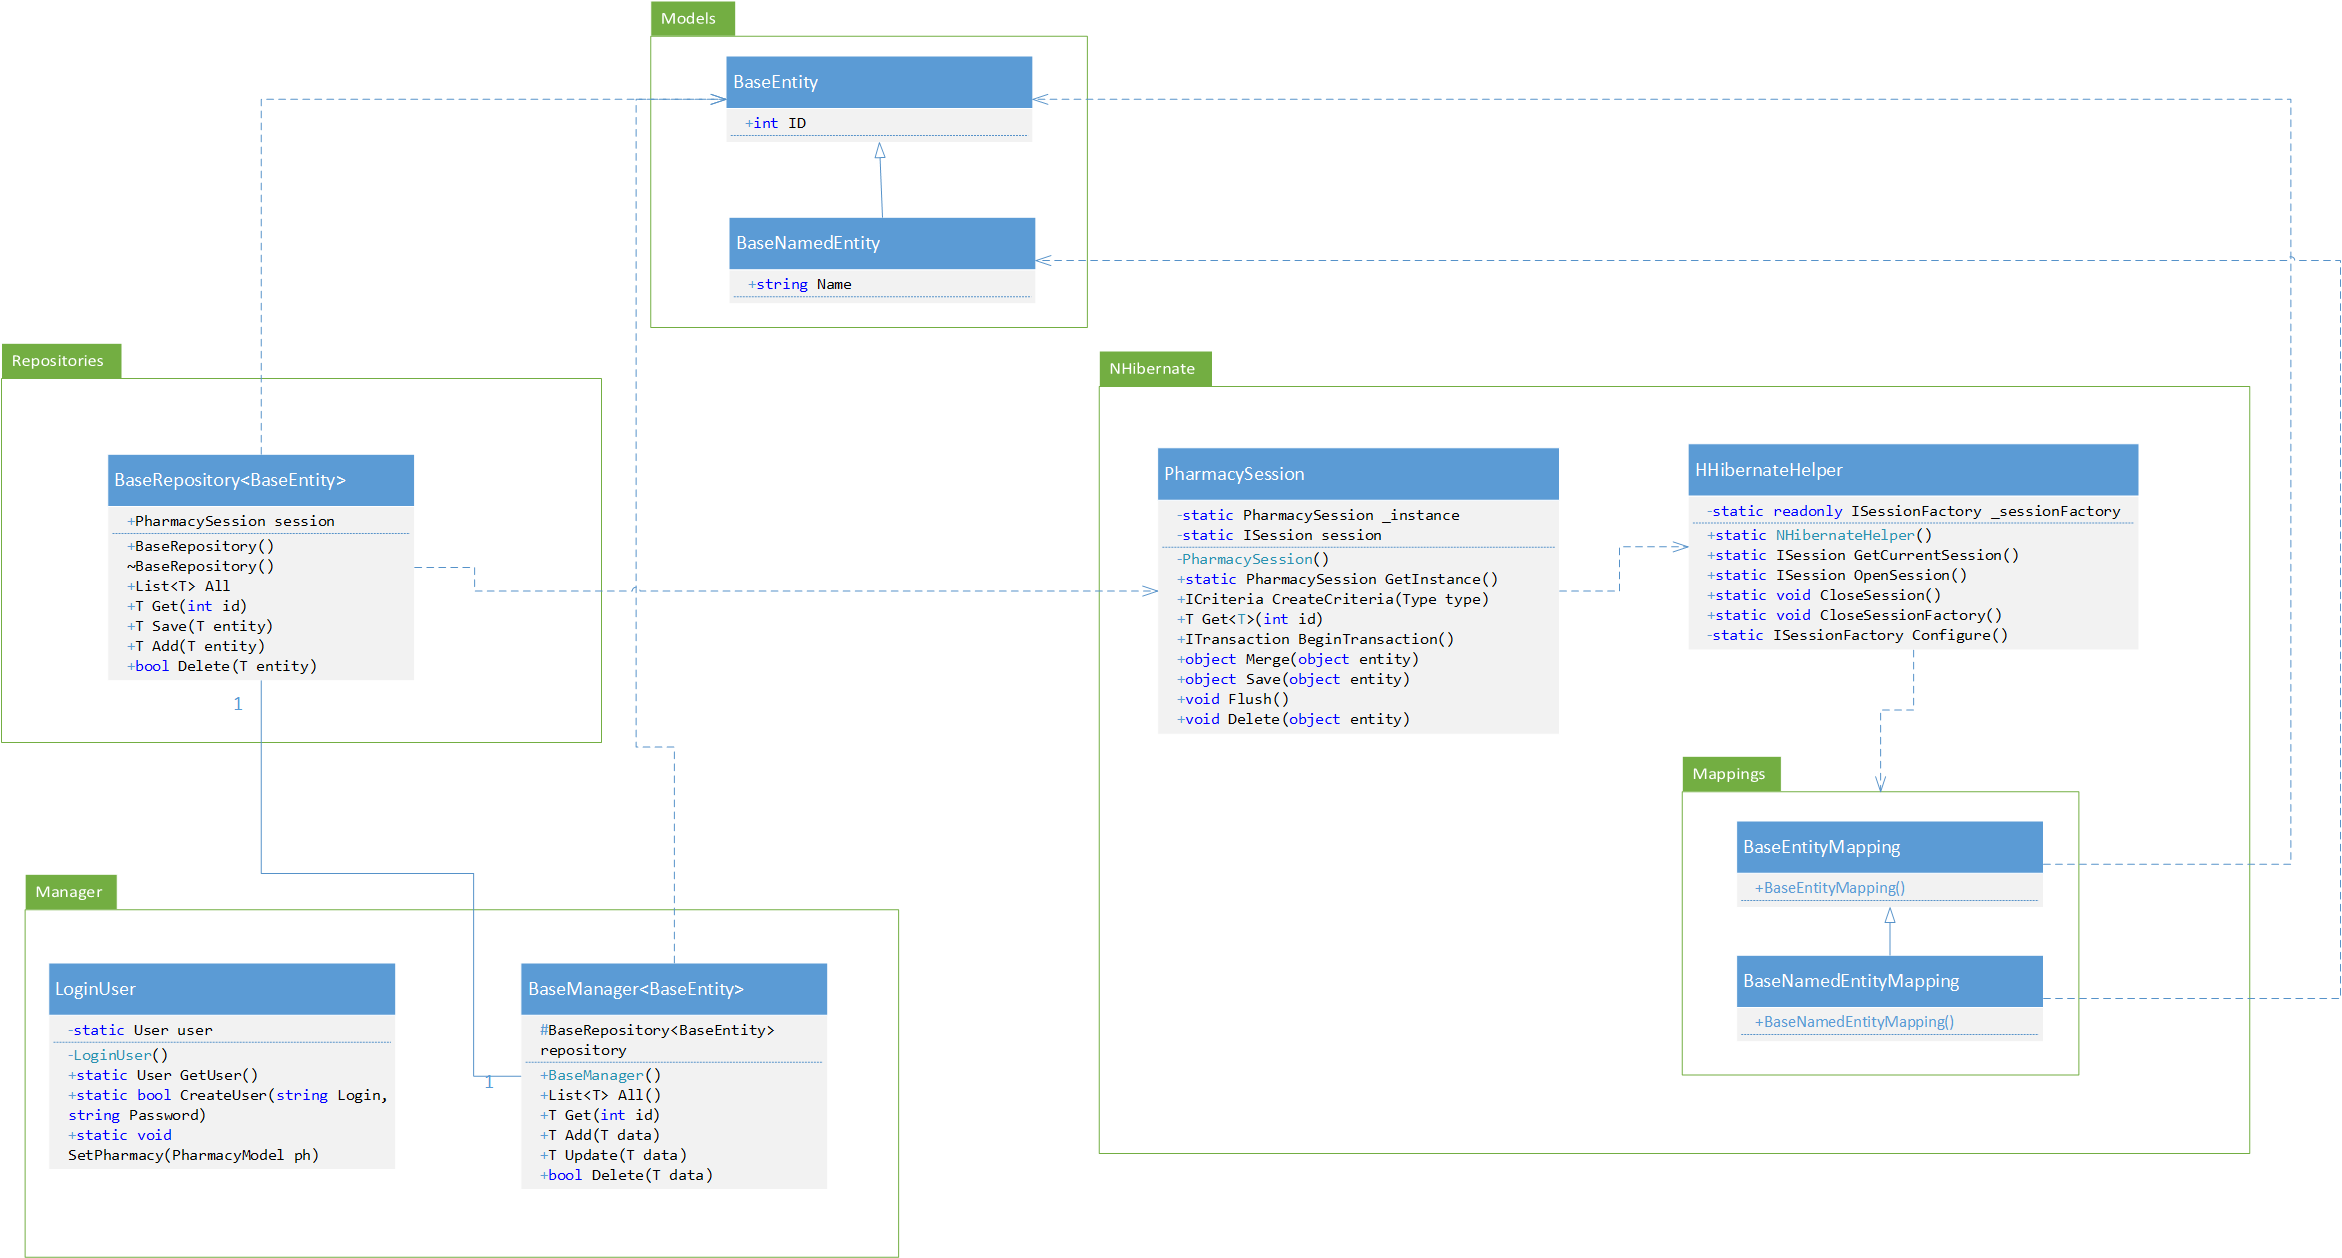 Models
BaseEntity
+int ID
BaseNamedEntity
+string Name
Repositories
BaseRepository<BaseEntity>
+PharmacySession session
+BaseRepository()
~BaseRepository()
+List<T> All
+T Get(int id)
+T Save(T entity)
+T Add(T entity)
+bool Delete(T entity)
1
NHibernate
PharmacySession
-static PharmacySession _instance
-static ISession session
-PharmacySession()
+static PharmacySession GetInstance()
+ICriteria CreateCriteria(Type type)
+T Get<T>(int id)
+ITransaction BeginTransaction()
+object Merge(object entity)
+object Save(object entity)
+void Flush()
+void Delete(object entity)
HHibernateHelper
-static readonly ISessionFactory _sessionFactory
+static NHibernateHelper()
+static ISession GetCurrentSession()
+static ISession OpenSession()
+static void CloseSession()
+static void CloseSessionFactory()
-static ISessionFactory Configure()
Mappings
BaseEntityMapping
+BaseEntityMapping()
BaseNamedEntityMapping
+BaseNamedEntityMapping()
Manager
LoginUser
-static User user
-LoginUser()
+static User GetUser()
+static bool CreateUser(string Login,
string Password)
+static void
SetPharmacy(PharmacyModel ph)
1
BaseManager<BaseEntity>
#BaseRepository<BaseEntity>
repository
+BaseManager()
+List<T> All()
+T Get(int id)
+T Add(T data)
+T Update(T data)
+bool Delete(T data)